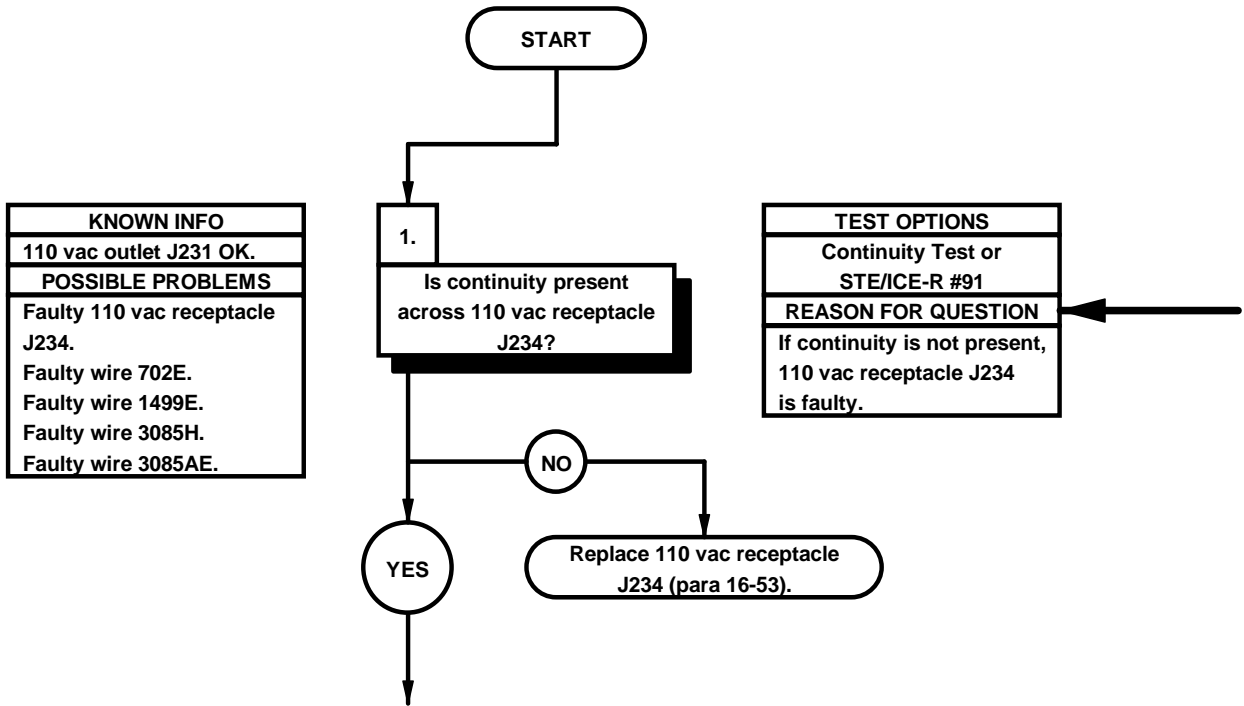 START
KNOWN INFO
110 vac outlet J231 OK.
POSSIBLE PROBLEMS
Faulty 110 vac receptacle
J234.
Faulty wire 702E.
Faulty wire 1499E.
Faulty wire 3085H.
Faulty wire 3085AE.
1.
Is continuity present
across 110 vac receptacle
J234?
TEST OPTIONS
Continuity Test or
STE/ICE-R #91
REASON FOR QUESTION
If continuity is not present,
110 vac receptacle J234
is faulty.
NO
YES
Replace 110 vac receptacle
J234 (para 16-53).